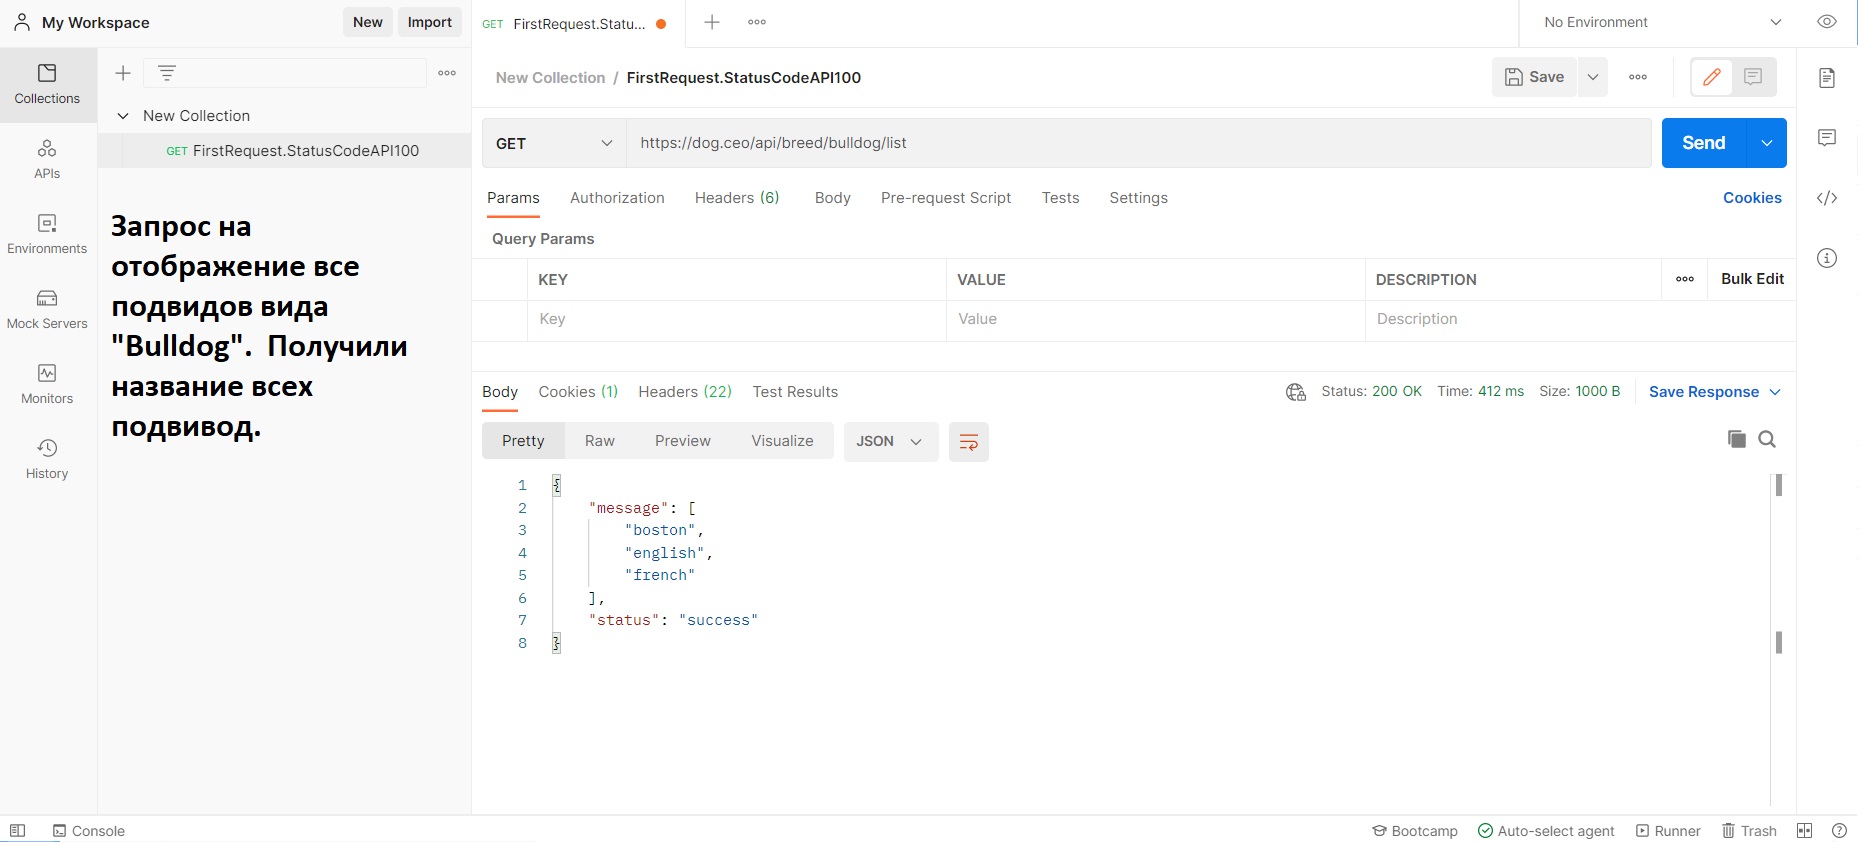 My Workspace
New
Import
GET FirstRequest.Statu...
No Environment
Collections
APIs
Environments
Mock Servers
Monitors
History
New Collection
GET FirstRequest.StatusCodeAPI100
Запрос на
отображение все
подвидов вида
"Bulldog".  Получили
название всех
подвивод.
New Collection / FirstRequest.StatusCodeAPI100
Save
GET
https://dog.ceo/api/breed/bulldog/list
Send
Params
Authorization
Headers (6)
Body
Pre-request Script
Tests
Settings
Cookies
Query Params
KEY
VALUE
DESCRIPTION
Bulk Edit
Key
Value
Description
Body
Cookies (1)
Headers (22)
Test Results
Status: 200 OK
Time: 412 ms
Size: 1000 B
Save Response
Pretty
Raw
Preview
Visualize
JSON
1 {
2 "message": [
3 "boston",
4 "english",
5 "french"
6 ],
7 "status": "success"
8 }
Console
Bootcamp
Auto-select agent
Runner
Trash